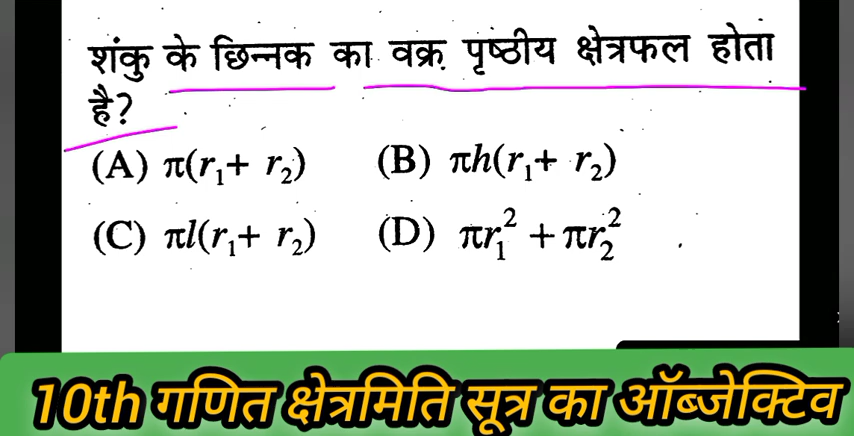 शंकु के छिन्नक का वक्र पृष्ठीय क्षेत्रफल होता
है?
(A) π(r₁+ r₂) (B) πh(r₁+ r₂)
(C) πl(r₁+ r₂) (D) πr₁² + πr₂²
10th गणित क्षेत्रमिति सूत्र का ऑब्जेक्टिव